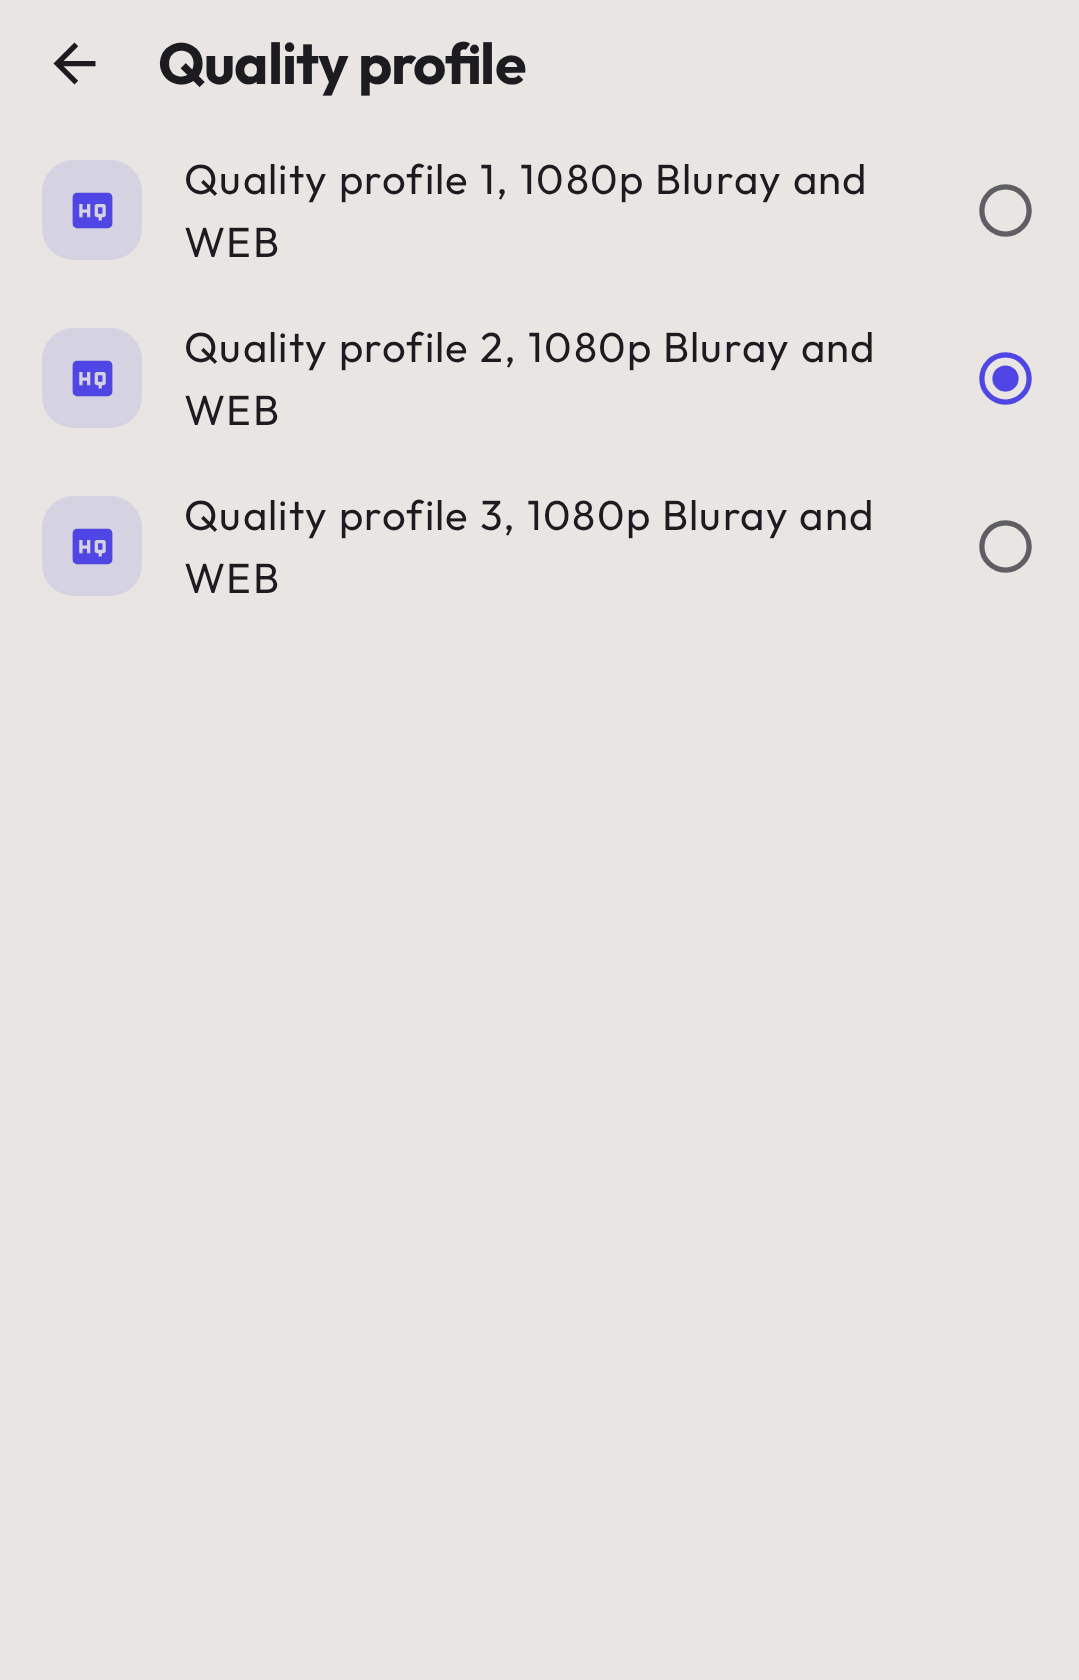 Quality profile
HQ
Quality profile 1, 1080p Bluray and
WEB
HQ
Quality profile 2, 1080p Bluray and
WEB
HQ
Quality profile 3, 1080p Bluray and
WEB